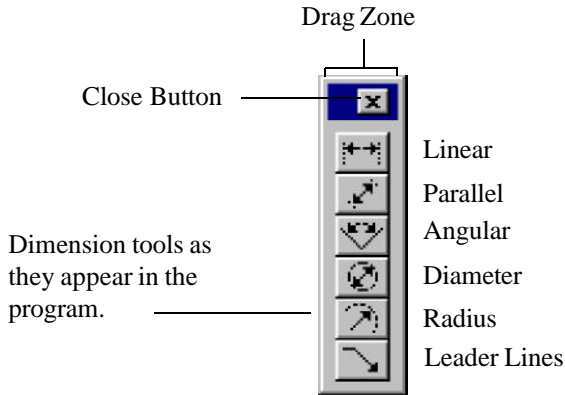 Drag Zone
Close Button
Linear
Parallel
Angular
Dimension tools as
they appear in the
program.
Diameter
Radius
Leader Lines